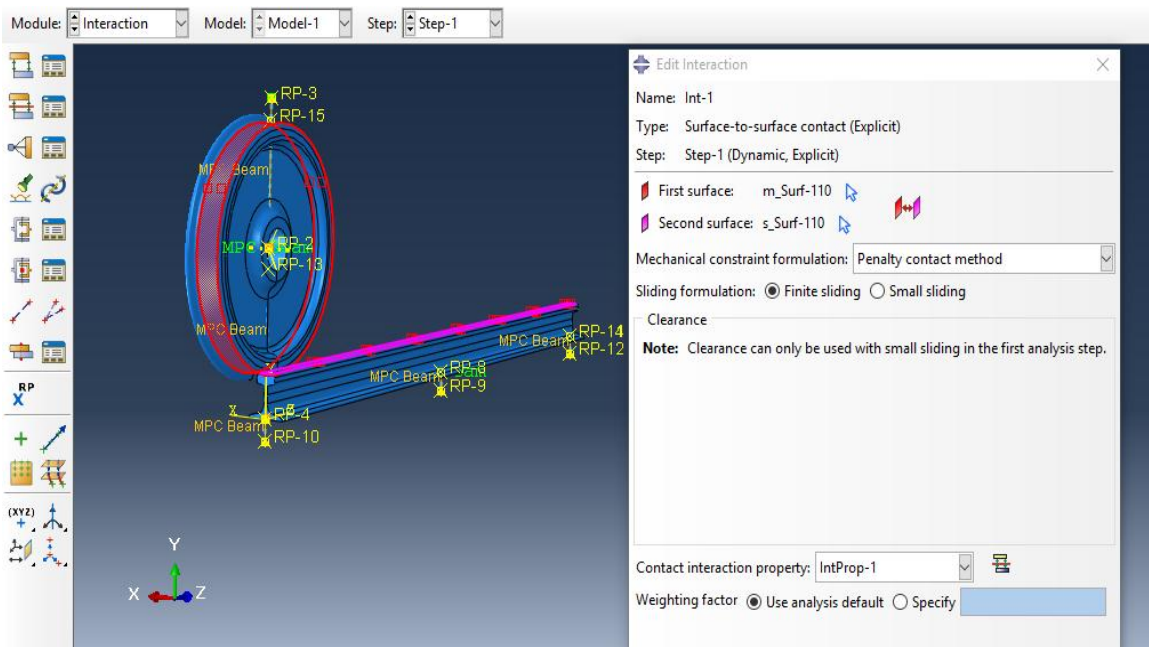 Module: Interaction Model: Model-1 Step: Step-1
RP-3
RP-15
MPC Beam
MPC Beam
RP-2
RP-13
MPC Beam
MPC Beam
RP-14
RP-12
MPC Beam
RP-8
RP-9
Y
X
Z
RP-4
MPC Beam
RP-10
Y
X
Z
RP
(XYZ)
Edit Interaction
Name: Int-1
Type: Surface-to-surface contact (Explicit)
Step: Step-1 (Dynamic, Explicit)
First surface: m_Surf-110
Second surface: s_Surf-110
Mechanical constraint formulation: Penalty contact method
Sliding formulation: Finite sliding Small sliding
Clearance
Note: Clearance can only be used with small sliding in the first analysis step.
Contact interaction property: IntProp-1
Weighting factor Use analysis default Specify